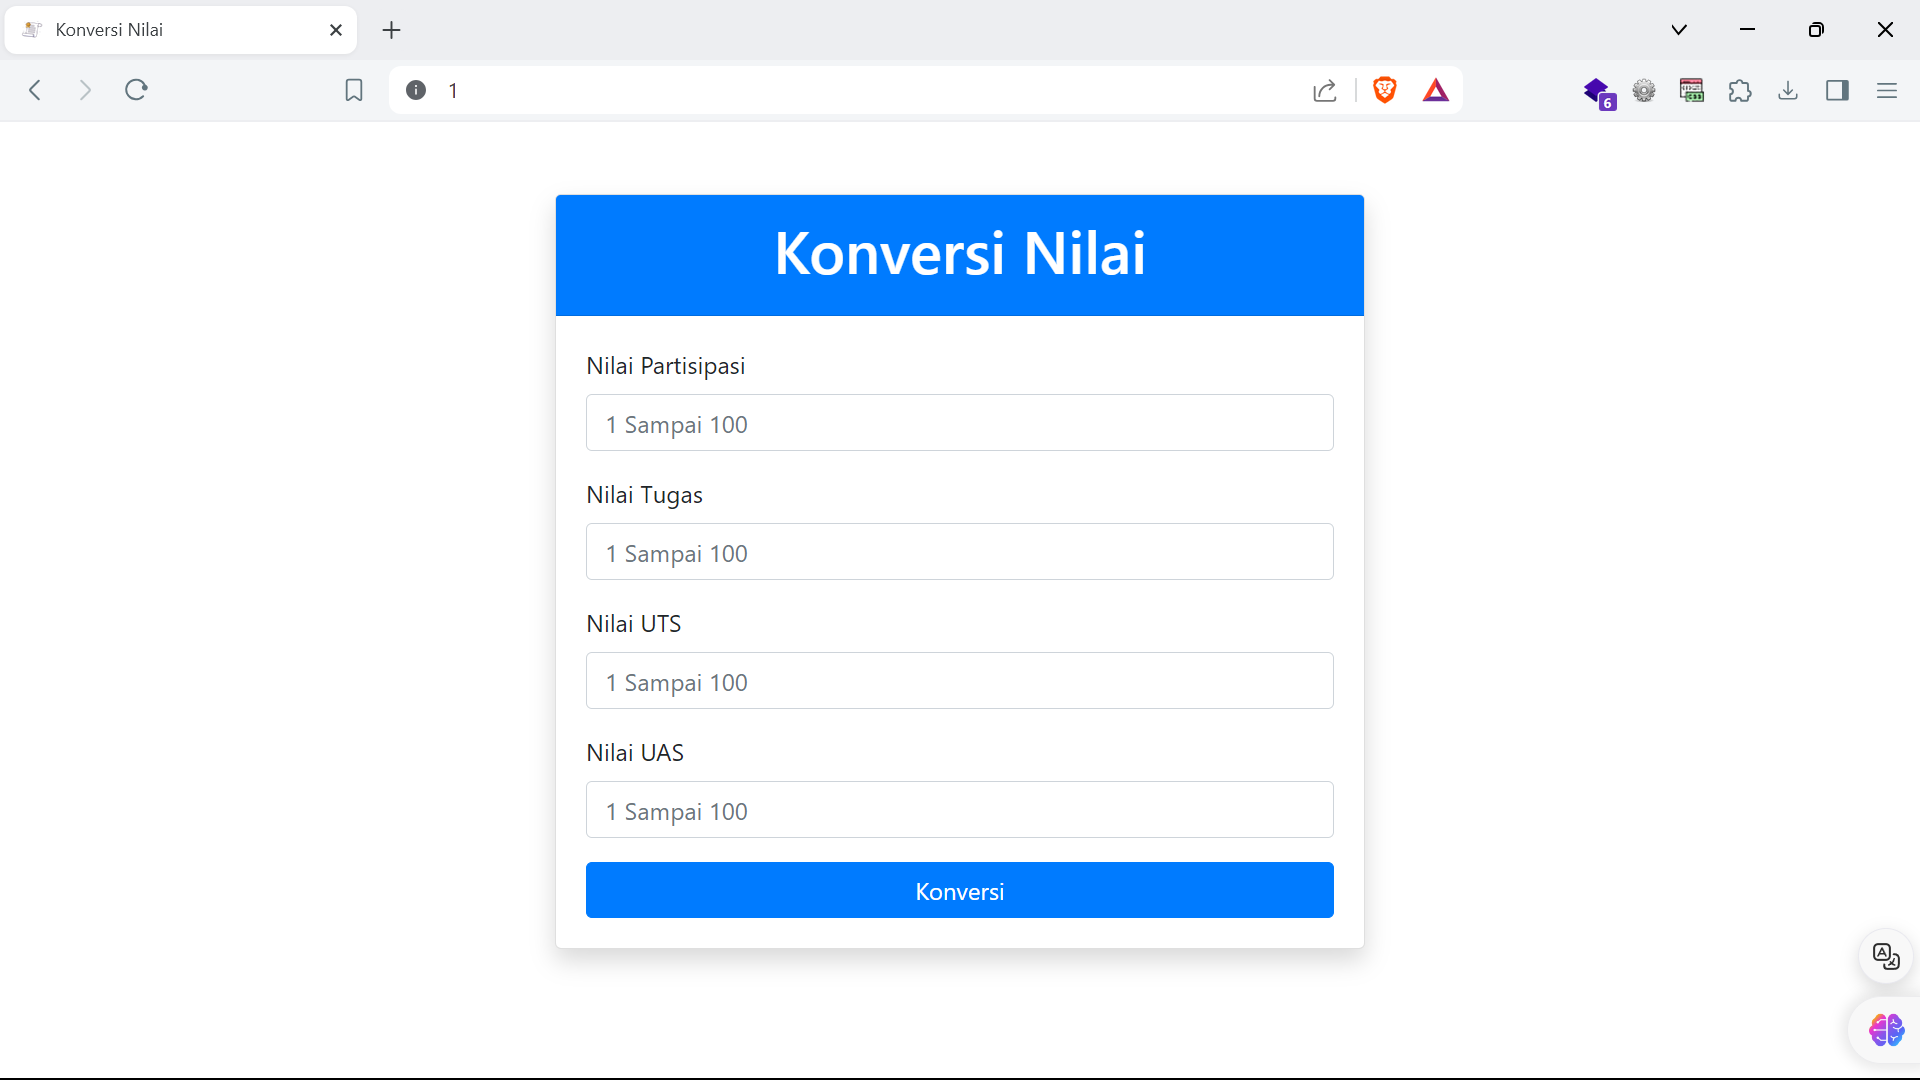 Konversi Nilai
1
6
Konversi Nilai
Nilai Partisipasi
1 Sampai 100
Nilai Tugas
1 Sampai 100
Nilai UTS
1 Sampai 100
Nilai UAS
1 Sampai 100
Konversi